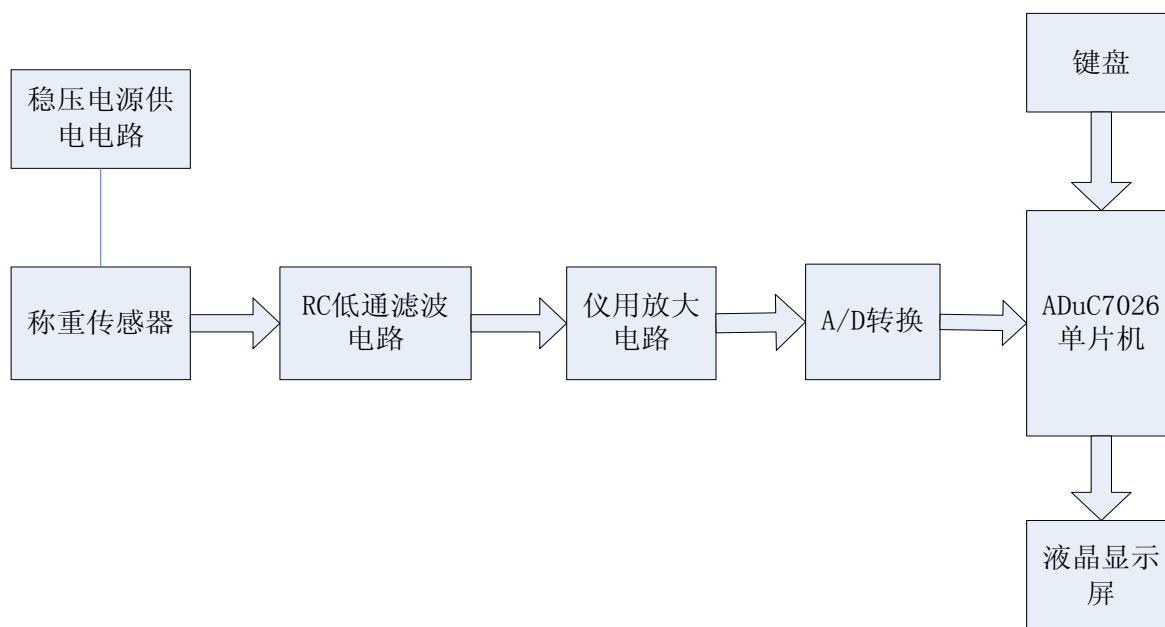 键盘
稳压电源供
电电路
称重传感器
RC低通滤波
电路
仪用放大
电路
A/D转换
ADuC7026
单片机
液晶显示
屏